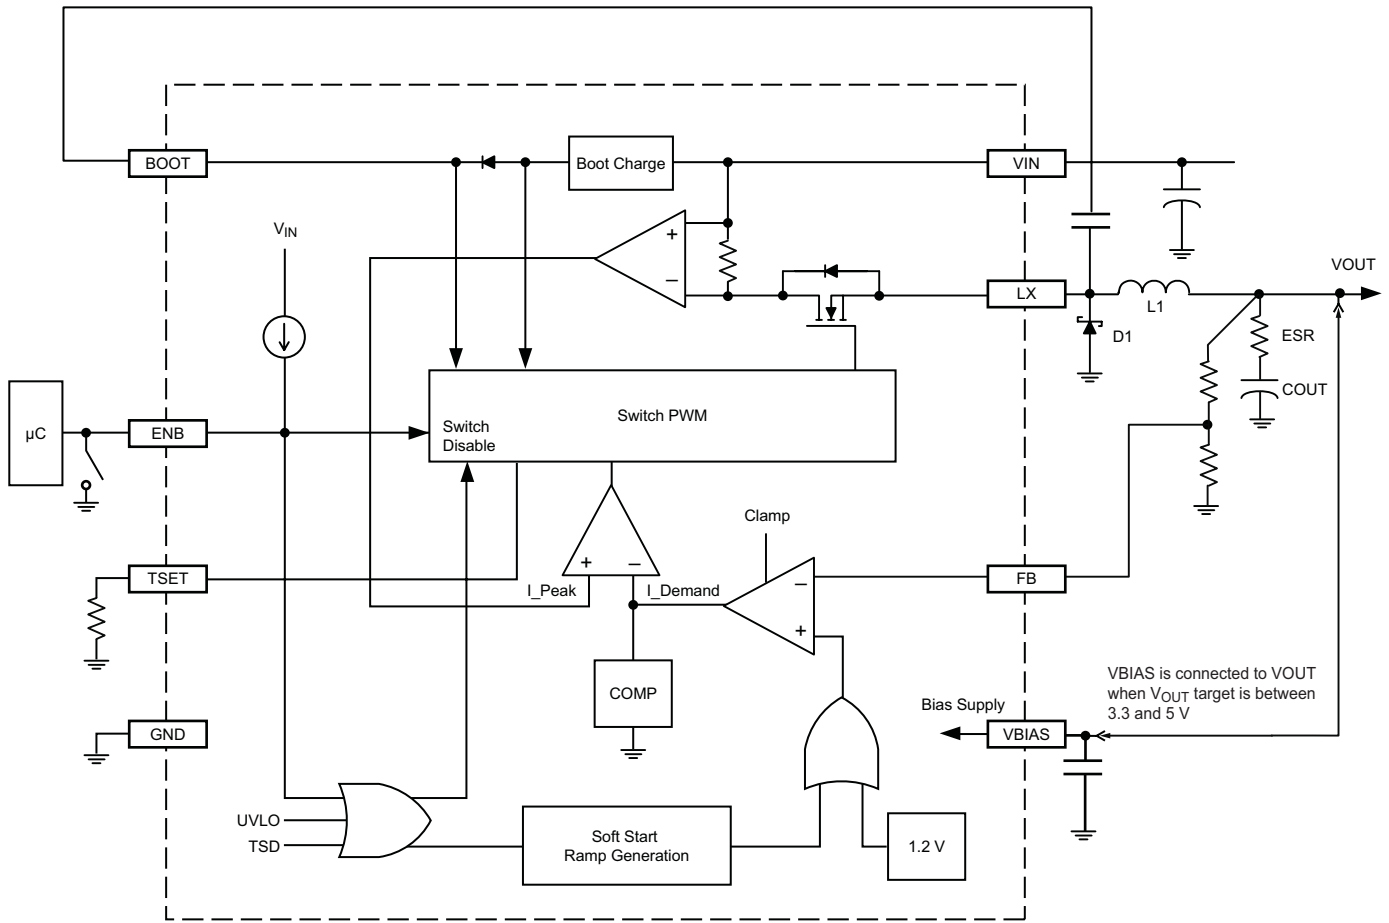 BOOT
Boot Charge
VIN
VIN
+
–
LX
L1
VOUT
D1
ESR
COUT
µC
ENB
Switch
Disable
Switch PWM
Clamp
TSET
+
–
I_Peak
I_Demand
–
+
FB
COMP
GND
Bias Supply
VBIAS
VBIAS is connected to VOUT
when VOUT target is between
3.3 and 5 V
UVLO
TSD
Soft Start
Ramp Generation
1.2 V